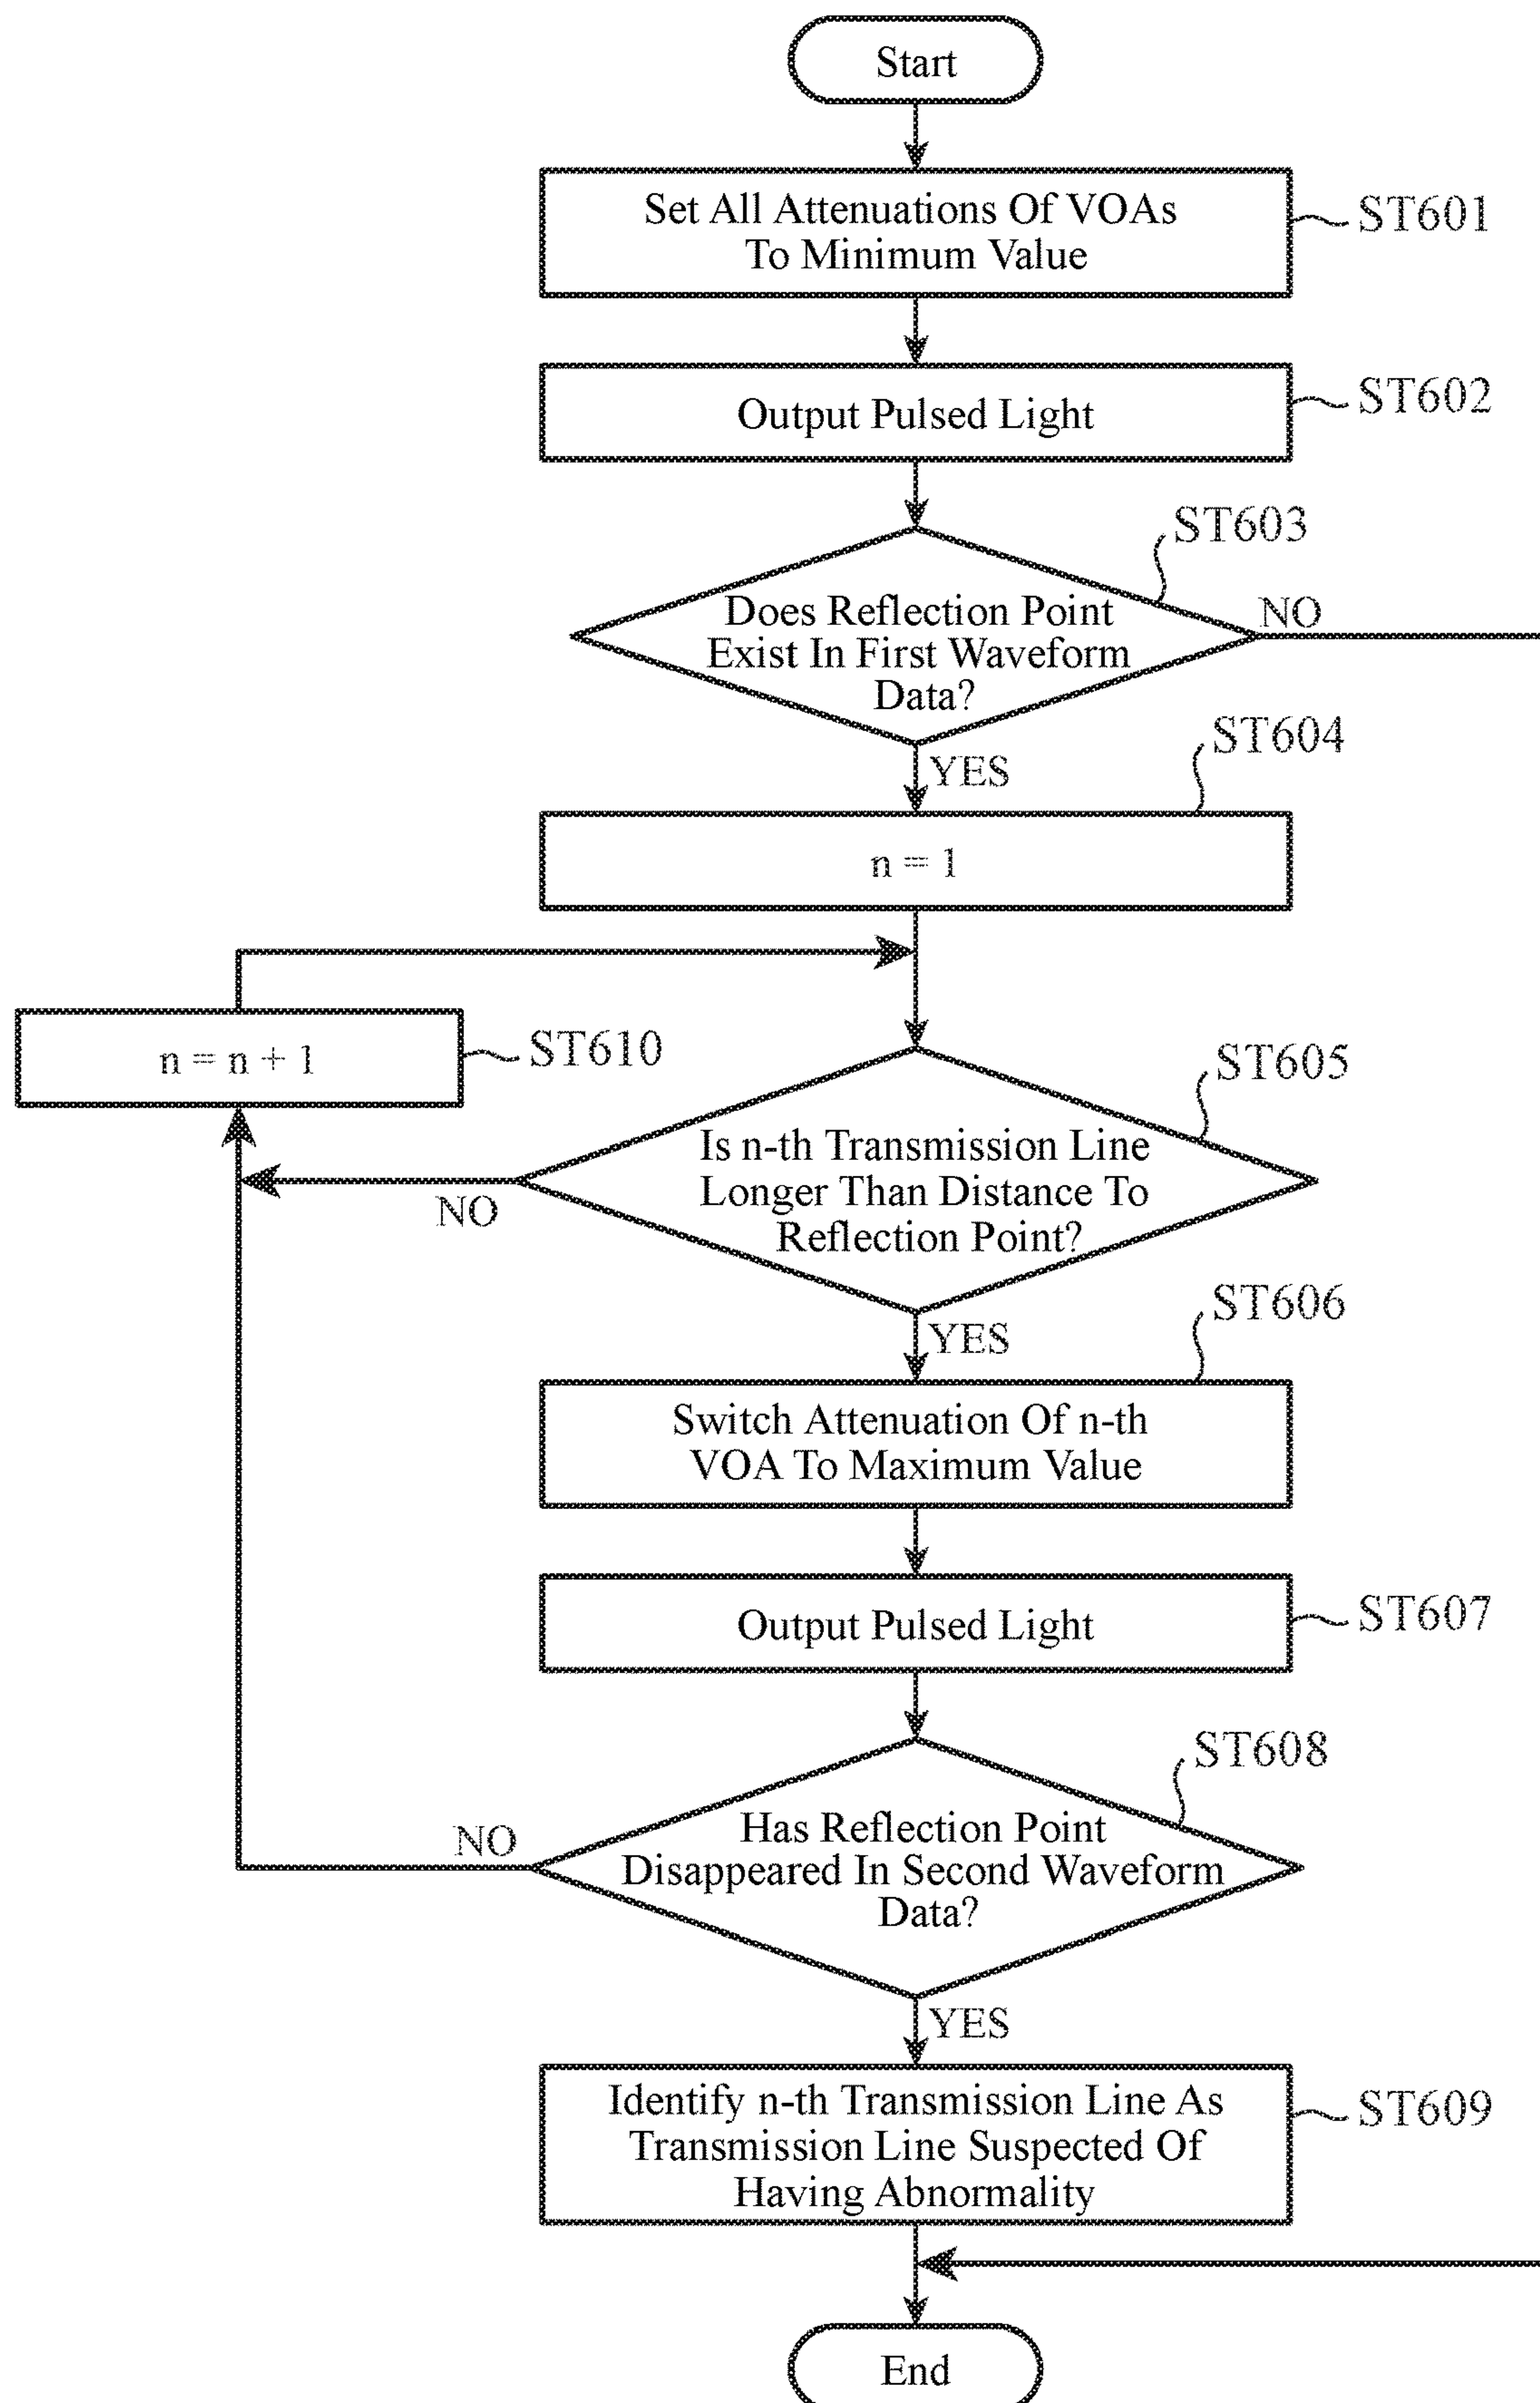 Start
Set All Attenuations Of VOAs
To Minimum Value
ST601
Output Pulsed Light
ST602
ST603
Does Reflection Point
Exist In First Waveform
Data?
NO
YES
ST604
n = 1
n = n + 1
ST610
ST605
Is n-th Transmission Line
Longer Than Distance To
Reflection Point?
NO
YES
ST606
Switch Attenuation Of n-th
VOA To Maximum Value
Output Pulsed Light
ST607
ST608
Has Reflection Point
Disappeared In Second Waveform
Data?
NO
YES
Identify n-th Transmission Line As
Transmission Line Suspected Of
Having Abnormality
ST609
End